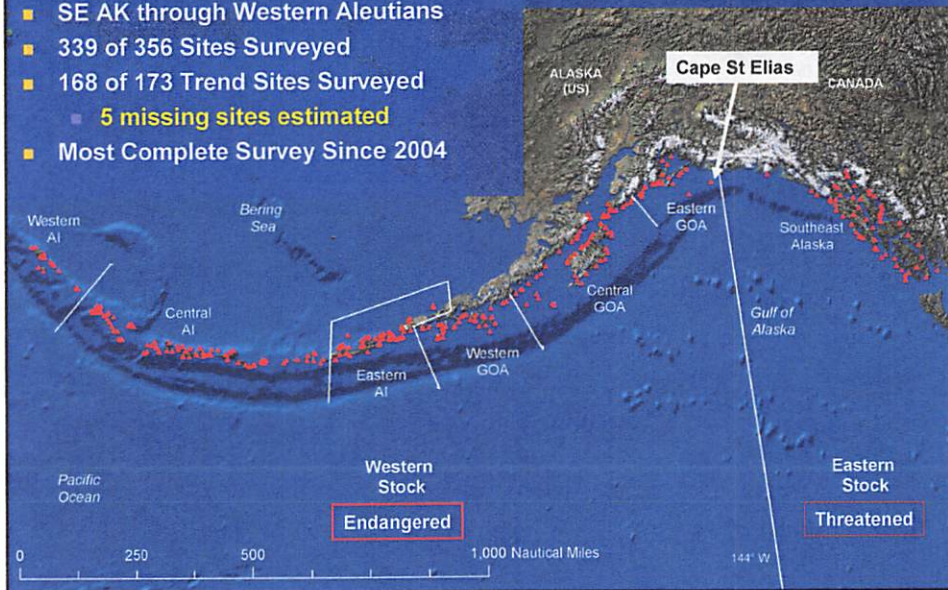 SE AK through Western Aleutians
339 of 356 Sites Surveyed
168 of 173 Trend Sites Surveyed
5 missing sites estimated
Most Complete Survey Since 2004
ALASKA
(US)
Cape St Elias
CANADA
Western
AI
Bering
Sea
Eastern
GOA
Southeast
Alaska
Central
AI
Central
GOA
Gulf of
Alaska
Western
GOA
Eastern
AI
Pacific
Ocean
Western
Stock
Endangered
Eastern
Stock
Threatened
0 250 500 1,000 Nautical Miles
144° W